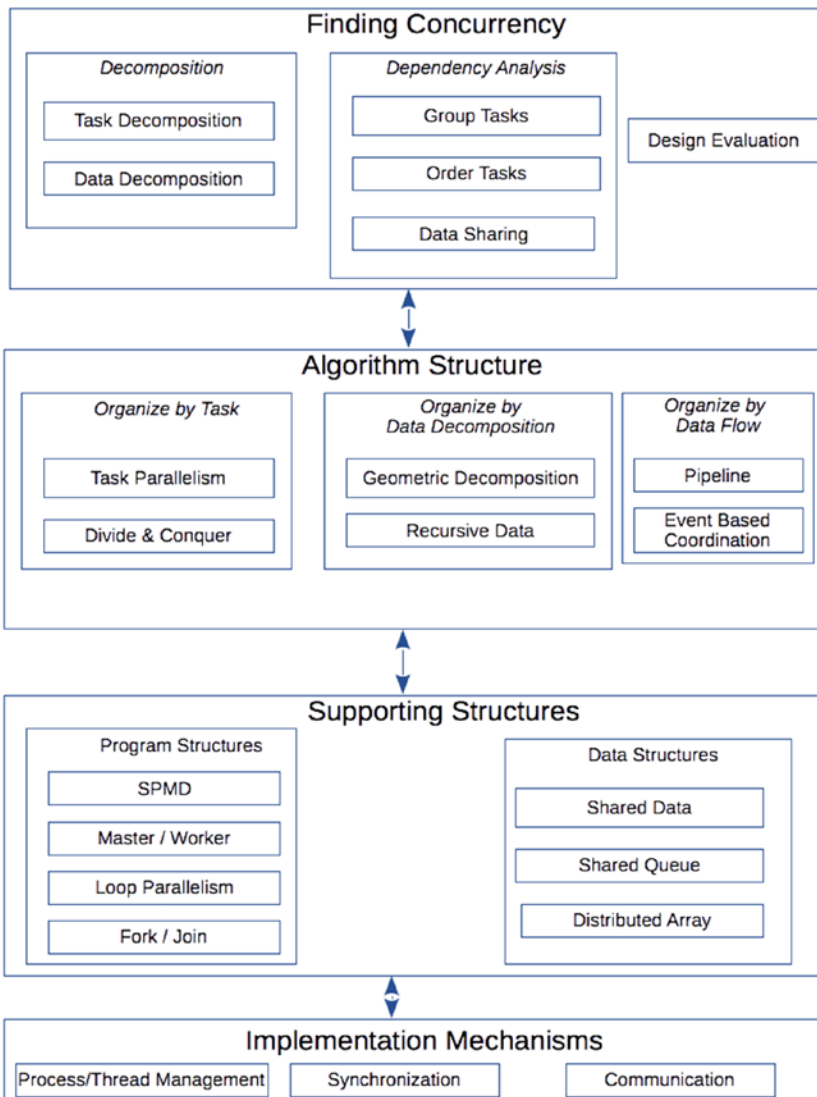 Finding Concurrency
Decomposition
Task Decomposition
Data Decomposition
Dependency Analysis
Group Tasks
Order Tasks
Data Sharing
Design Evaluation
Algorithm Structure
Organize by Task
Task Parallelism
Divide & Conquer
Organize by
Data Decomposition
Geometric Decomposition
Recursive Data
Organize by
Data Flow
Pipeline
Event Based
Coordination
Supporting Structures
Program Structures
SPMD
Master / Worker
Loop Parallelism
Fork / Join
Data Structures
Shared Data
Shared Queue
Distributed Array
Implementation Mechanisms
Process/Thread Management
Synchronization
Communication